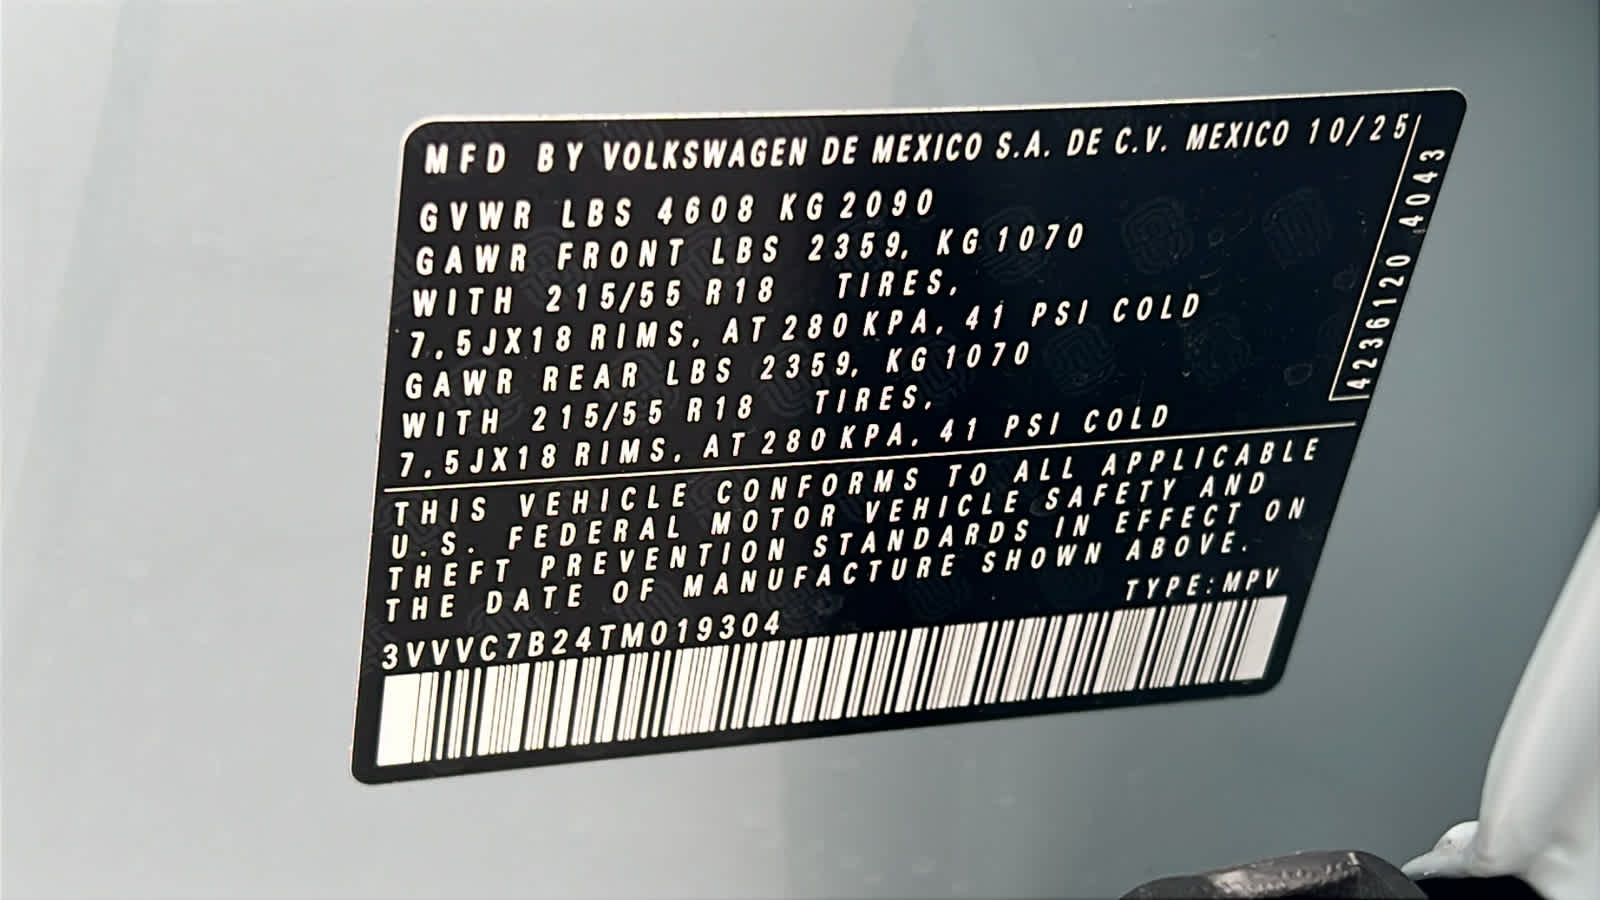 MFD BY VOLKSWAGEN DE MEXICO S.A. DE C.V. MEXICO 10/25
GVWR LBS 4608 KG 2090
GAWR FRONT LBS 2359, KG 1070
WITH 215/55 R18 TIRES,
7.5JX18 RIMS, AT 280 KPA, 41 PSI COLD
GAWR REAR LBS 2359, KG 1070
WITH 215/55 R18 TIRES,
7.5JX18 RIMS, AT 280 KPA, 41 PSI COLD
4236120 4043
THIS VEHICLE CONFORMS TO ALL APPLICABLE
U.S. FEDERAL MOTOR VEHICLE SAFETY AND
THEFT PREVENTION STANDARDS IN EFFECT ON
THE DATE OF MANUFACTURE SHOWN ABOVE.
3VVVC7B24TM019304 TYPE:MPV